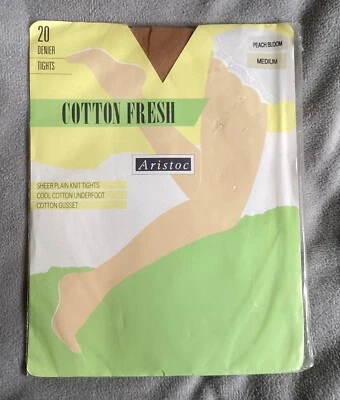 20
DENIER
TIGHTS
PEACH BLOOM
MEDIUM
COTTON FRESH
Aristoc
SHEER PLAIN KNIT TIGHTS
COOL COTTON UNDERFOOT
COTTON GUSSET